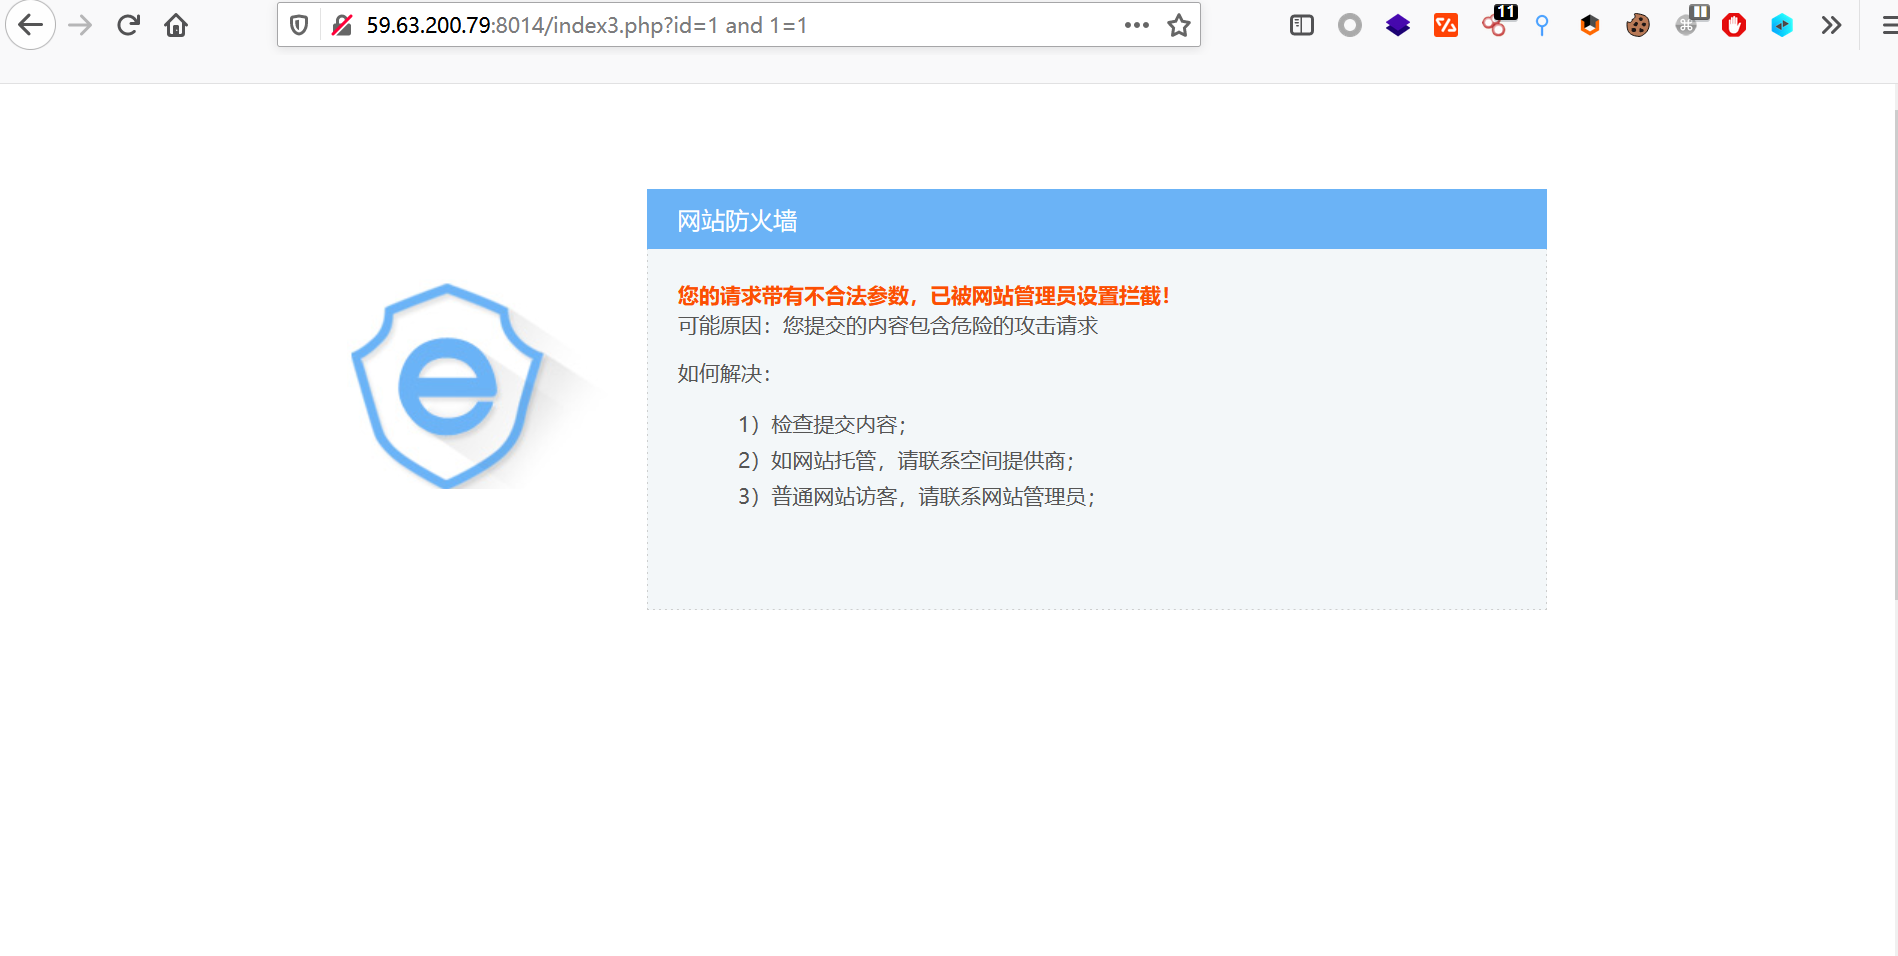 59.63.200.79:8014/index3.php?id=1 and 1=1
11
网站防火墙
您的请求带有不合法参数，已被网站管理员设置拦截！
可能原因：您提交的内容包含危险的攻击请求
如何解决：
1）检查提交内容；
2）如网站托管，请联系空间提供商；
3）普通网站访客，请联系网站管理员；